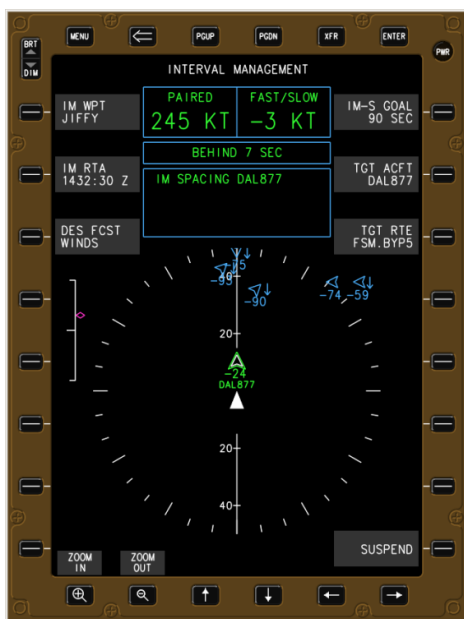 MENU
PGUP
PGDN
XFR
ENTER
BRT
DIM
PWR
INTERVAL MANAGEMENT
IM WPT
JIFFY
PAIRED
245 KT
FAST/SLOW
-3 KT
IM-S GOAL
90 SEC
BEHIND 7 SEC
IM RTA
1432:30 Z
IM SPACING DAL877
TGT ACFT
DAL877
DES FCST
WINDS
TGT RTE
FSM.BYP5
-75
-95
40
-90
-74
-59
20
-24
DAL877
20
40
SUSPEND
ZOOM
IN
ZOOM
OUT